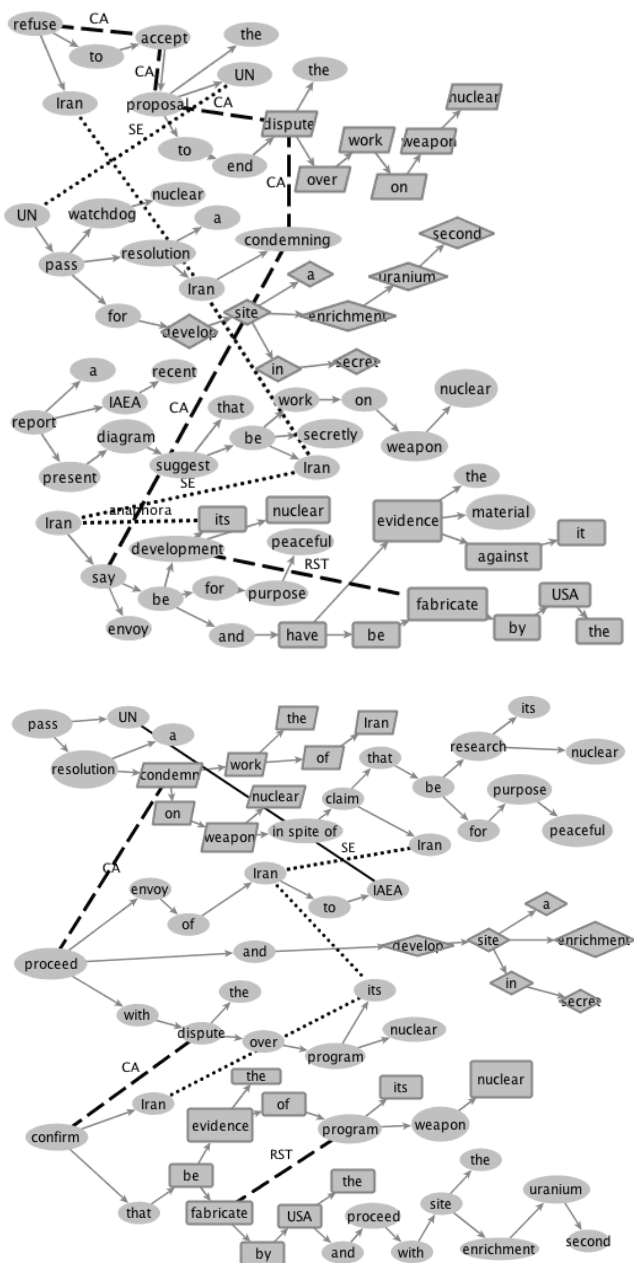 refuse
CA
accept
the
to
CA
UN
the
Iran
proposal
CA
nuclear
SE
dispute
work
weapon
to
end
over
on
UN
watchdog
nuclear
CA
a
pass
resolution
condemning
second
a
uranium
Iran
for
develop
site
enrichment
in
secret
a
recent
IAEA
CA
that
work
on
nuclear
report
diagram
be
secretly
weapon
present
suggest
Iran
SE
the
anaphora
nuclear
evidence
material
Iran
its
it
development
peaceful
against
RST
say
for
purpose
USA
be
fabricate
envoy
and
have
be
by
the
pass
UN
the
Iran
its
a
that
research
resolution
condemn
work
of
nuclear
nuclear
claim
be
purpose
on
weapon
in spite of
for
peaceful
Iran
SE
CA
envoy
Iran
IAEA
of
to
a
proceed
and
develop
site
enrichment
in
secret
with
the
its
dispute
over
nuclear
program
CA
the
its
nuclear
Iran
of
evidence
program
weapon
confirm
RST
be
the
the
that
fabricate
USA
proceed
site
uranium
by
and
with
enrichment
second